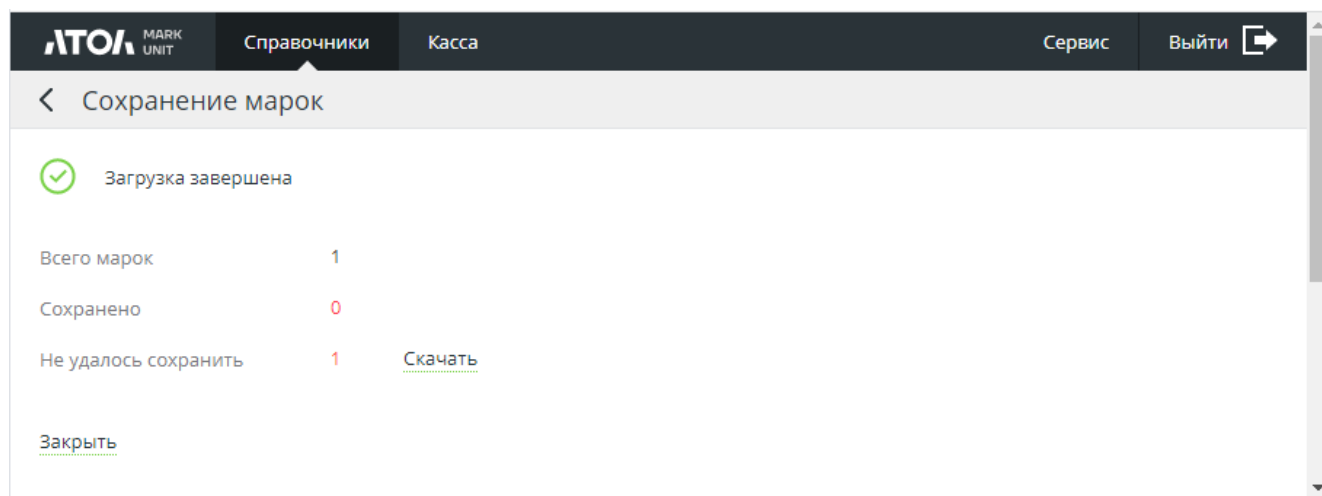 АТОЛ MARK UNIT Справочники Касса Сервис Выйти
Сохранение марок
Загрузка завершена
Всего марок 1
Сохранено 0
Не удалось сохранить 1 Скачать
Закрыть